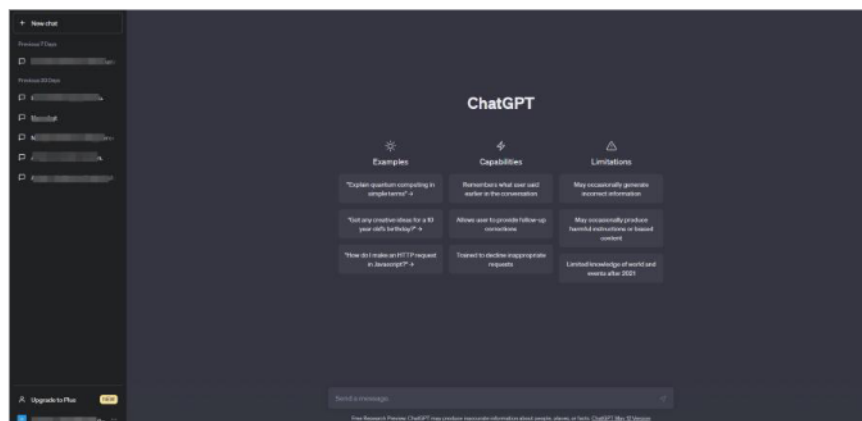 + New chat
Previous 7 Days
Previous 30 Days
Upgrade to Plus
NEW
ChatGPT
Examples
"Explain quantum computing in
simple terms" →
"Got any creative ideas for a 10
year old's birthday?" →
"How do I make an HTTP request
in Javascript?" →
Capabilities
Remembers what user said
earlier in the conversation
Allows user to provide follow-up
corrections
Trained to decline inappropriate
requests
Limitations
May occasionally generate
incorrect information
May occasionally produce
harmful instructions or biased
content
Limited knowledge of world and
events after 2021
Send a message.
Free Research Preview. ChatGPT may produce inaccurate information about people, places, or facts. ChatGPT May 12 Version